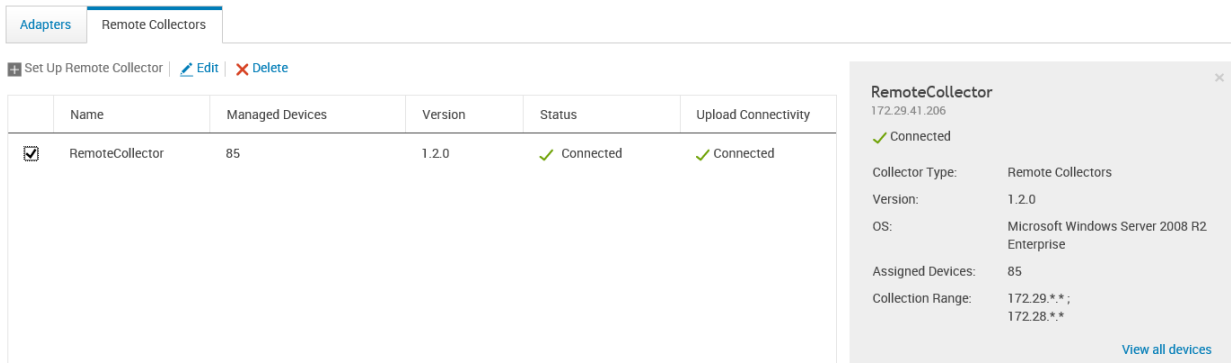 Adapters Remote Collectors
Set Up Remote Collector Edit Delete
Name Managed Devices Version Status Upload Connectivity
RemoteCollector 85 1.2.0 Connected Connected
RemoteCollector
172.29.41.206
Connected
Collector Type: Remote Collectors
Version: 1.2.0
OS: Microsoft Windows Server 2008 R2
Enterprise
Assigned Devices: 85
Collection Range: 172.29.*.* ;
172.28.*.*
View all devices